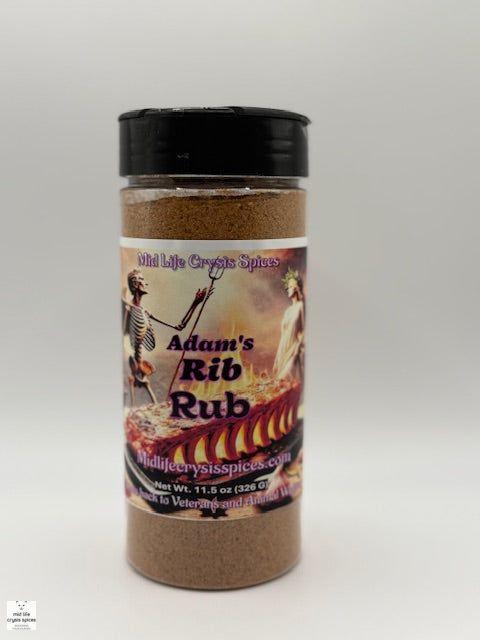 Mid Life Crysis Spices
Adam's
Rib
Rub
Midlifecrysisspices.com
Net Wt. 11.5 oz (326 G)
back to Veterans and Animal
mid life
crysis spices